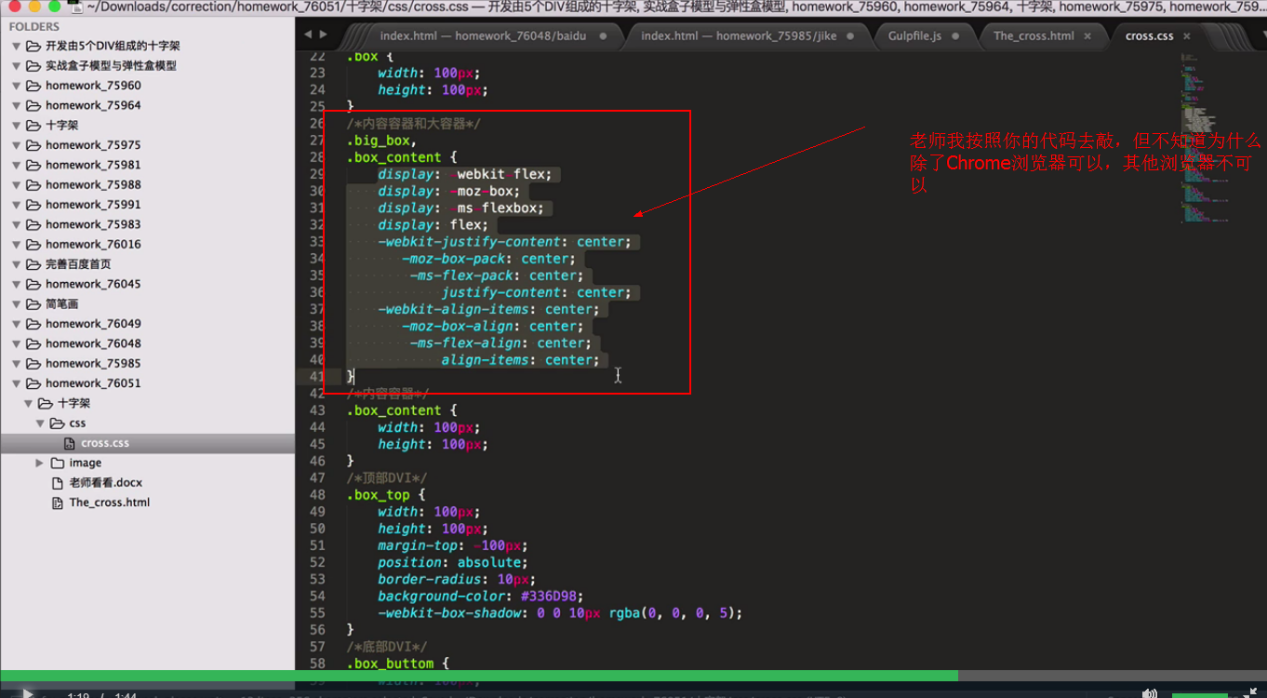 ~/Downloads/correction/homework_76051/十字架/css/cross.css — 开发由5个DIV组成的十字架, 实战盒子模型与弹性盒模型, homework_75960, homework_75964, 十字架, homework_75975, homework_759...
FOLDERS
开发由5个DIV组成的十字架
实战盒子模型与弹性盒模型
homework_75960
homework_75964
十字架
homework_75975
homework_75981
homework_75988
homework_75991
homework_75983
homework_76016
完善百度首页
homework_76045
简笔画
homework_76049
homework_76048
homework_75985
homework_76051
十字架
css
cross.css
image
老师看看.docx
The_cross.html
index.html — homework_76048/baidu
index.html — homework_75985/jike
Gulpfile.js
The_cross.html
cross.css
22 .box {
23 width: 100px;
24 height: 100px;
25 }
26 /*内容容器和大容器*/
27 .big_box,
28 .box_content {
29 display: -webkit-flex;
30 display: -moz-box;
31 display: -ms-flexbox;
32 display: flex;
33 -webkit-justify-content: center;
34 -moz-box-pack: center;
35 -ms-flex-pack: center;
36 justify-content: center;
37 -webkit-align-items: center;
38 -moz-box-align: center;
39 -ms-flex-align: center;
40 align-items: center;
41 }
42 /*内容容器*/
43 .box_content {
44 width: 100px;
45 height: 100px;
46 }
47 /*顶部DVI*/
48 .box_top {
49 width: 100px;
50 height: 100px;
51 margin-top: -100px;
52 position: absolute;
53 border-radius: 10px;
54 background-color: #336D98;
55 -webkit-box-shadow: 0 0 10px rgba(0, 0, 0, 5);
56 }
57 /*底部DVI*/
58 .box_buttom {
老师我按照你的代码去敲，但不知道为什么
除了Chrome浏览器可以，其他浏览器不可
以
1:19 / 1:44